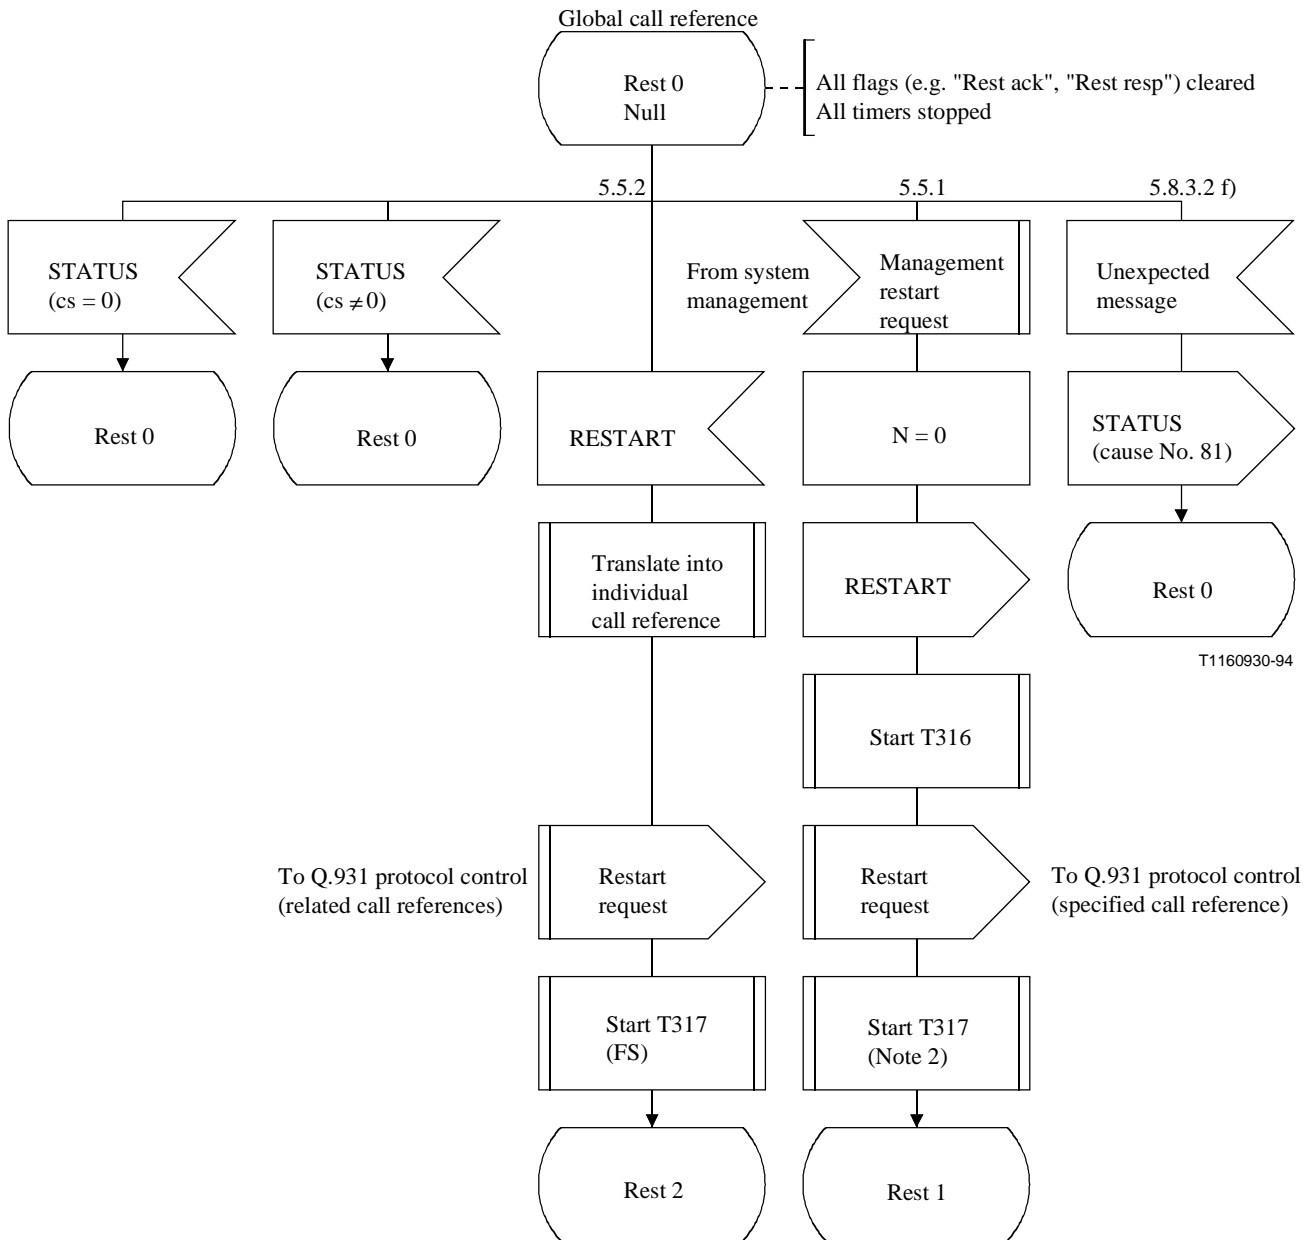 Global call reference
Rest 0
Null
All flags (e.g. "Rest ack", "Rest resp") cleared
All timers stopped
5.5.2
5.5.1
5.8.3.2 f)
STATUS
(cs = 0)
STATUS
(cs ≠ 0)
From system
management
Management
restart
request
Unexpected
message
Rest 0
Rest 0
RESTART
N = 0
STATUS
(cause No. 81)
Translate into
individual
call reference
RESTART
Rest 0
T1160930-94
Start T316
To Q.931 protocol control
(related call references)
Restart
request
Restart
request
To Q.931 protocol control
(specified call reference)
Start T317
(FS)
Start T317
(Note 2)
Rest 2
Rest 1